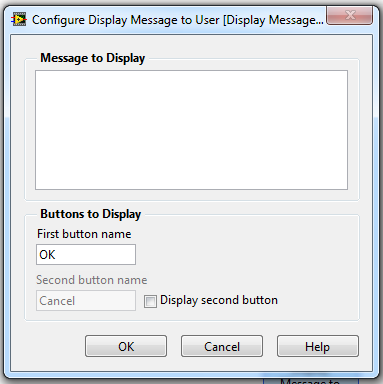 Configure Display Message to User [Display Message...
Message to Display
Buttons to Display
First button name
OK
Second button name
Cancel
Display second button
OK
Cancel
Help
Message to